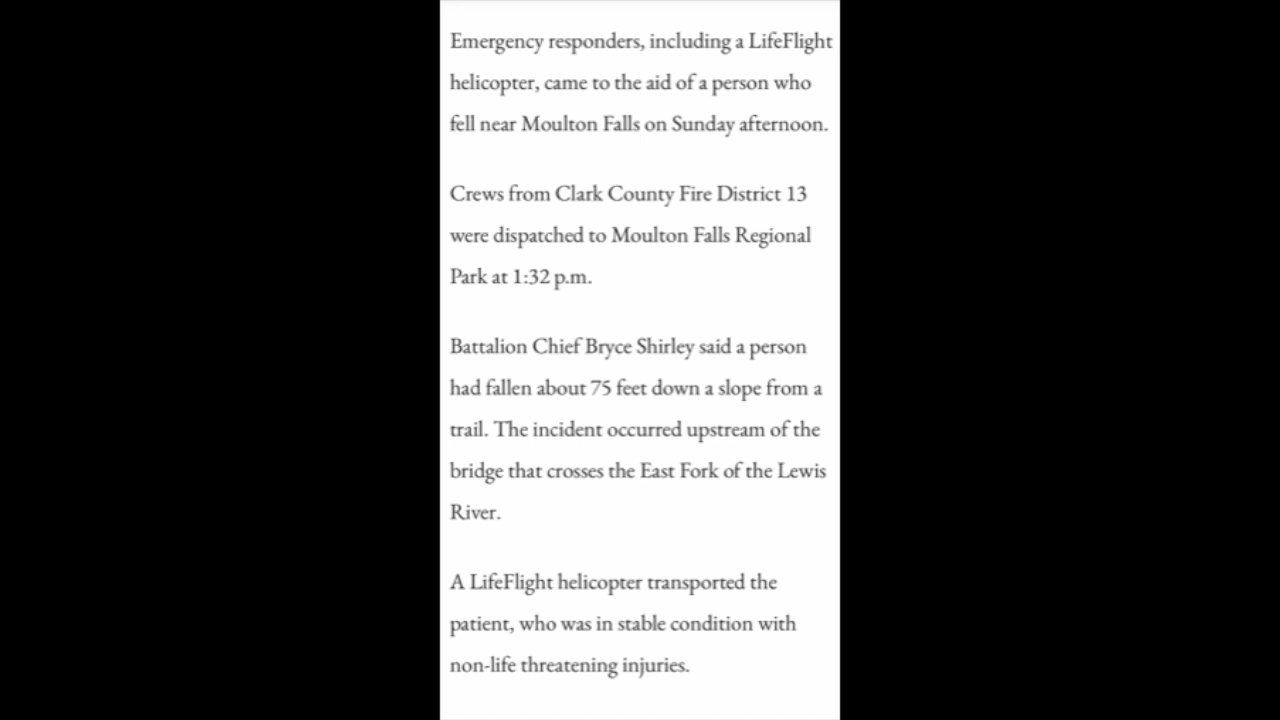 Emergency responders, including a LifeFlight
helicopter, came to the aid of a person who
fell near Moulton Falls on Sunday afternoon.
Crews from Clark County Fire District 13
were dispatched to Moulton Falls Regional
Park at 1:32 p.m.
Battalion Chief Bryce Shirley said a person
had fallen about 75 feet down a slope from a
trail. The incident occurred upstream of the
bridge that crosses the East Fork of the Lewis
River.
A LifeFlight helicopter transported the
patient, who was in stable condition with
non-life threatening injuries.